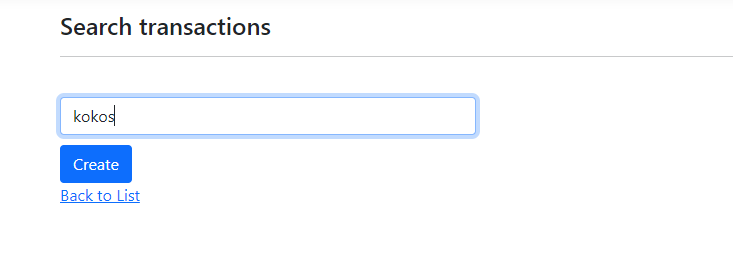 Search transactions
kokos
Create
Back to List